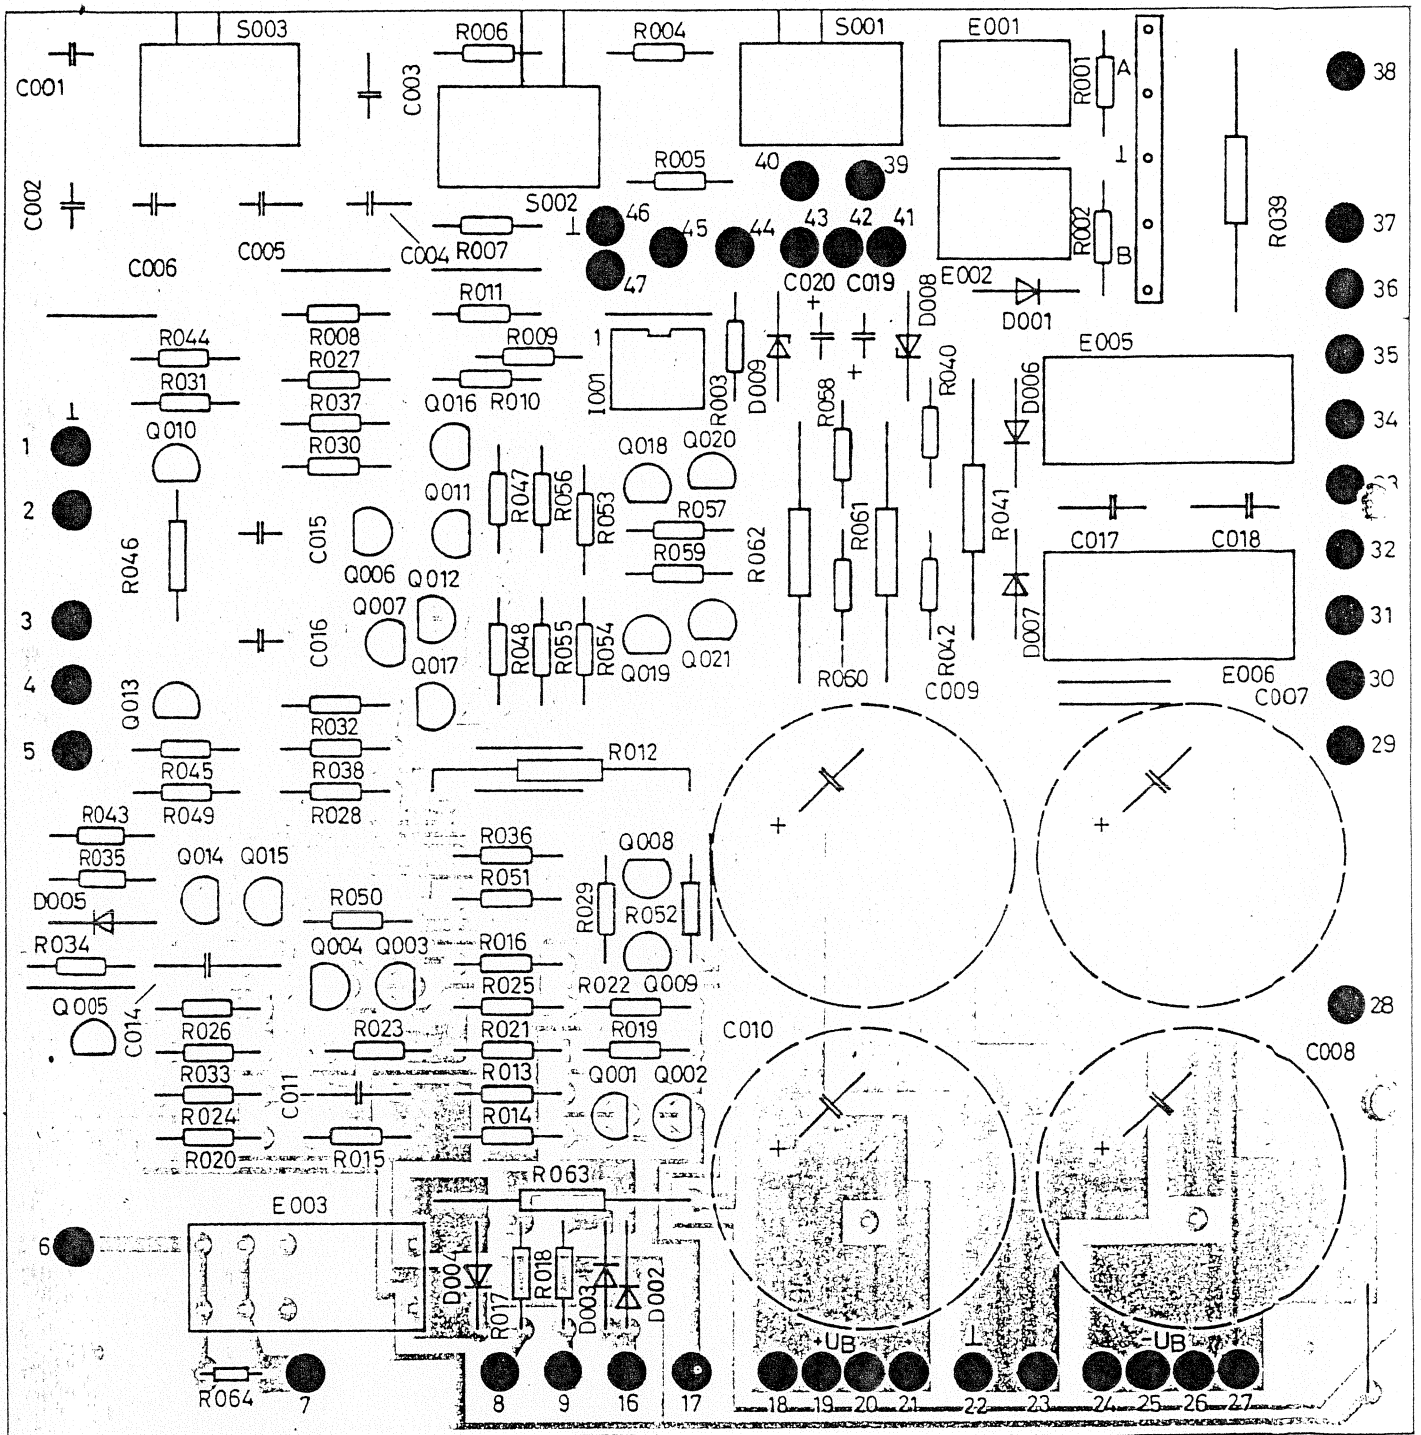 S003 R006 R004 S001 E001
C001 C003 R001 A 38
40 R005 39 ⊥
C002 S002 46 45 44 43 42 41 R002 R039 37
C006 C005 C004 R007 ⊥ 47 C020 C019 E002 B 36
R011 + D008 D001
R044 R008 R009 1 E005 35
R031 R027 R010 I001 R003 D009 + R058 R040 D006
⊥ R037 Q016 34
1 Q010 R030 Q018 Q020
2 Q011 R047 R056 R053 R057 R061 R041
R046 C015 R059 R062 C017 C018 32
Q006 Q012
3 Q007 31
C016 R048 R055 R054 R042 D007
4 Q013 Q017 Q019 Q021 R060 C009 E006 30
R032 C007
5 R045 R038 R012 29
R049 R028
R043 R036 + +
R035 Q014 Q015 R051 Q008
D005 R050 R029 R052
R034 Q004 Q003 R016
Q005 R025 R022 Q009 28
C014 R026 R023 R021 R019 C010 C008
R033 C011 R013 Q001 Q002
R024 R014
R020 R015 + +
R063
E003
6 D004 R017 R018 D003 D002
+UB ⊥ -UB
R064 7 8 9 16 17 18 19 20 21 22 23 24 25 26 27